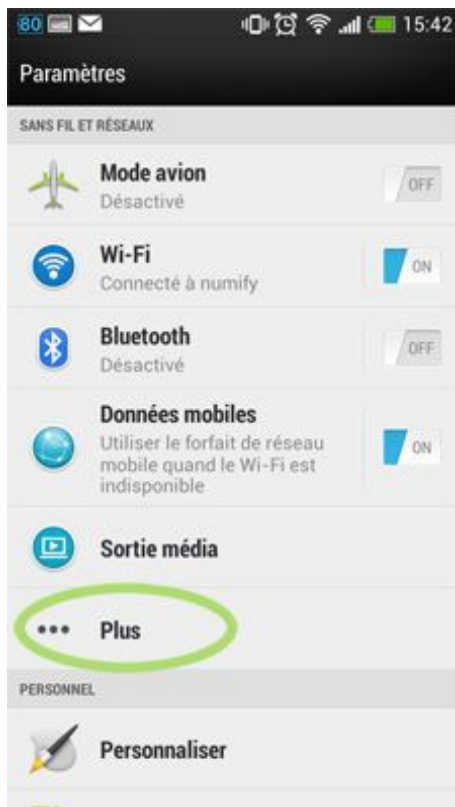 80 15:42
Paramètres
SANS FIL ET RÉSEAUX
Mode avion
Désactivé
OFF
Wi-Fi
Connecté à numify
ON
Bluetooth
Désactivé
OFF
Données mobiles
Utiliser le forfait de réseau
mobile quand le Wi-Fi est
indisponible
ON
Sortie média
Plus
PERSONNEL
Personnaliser